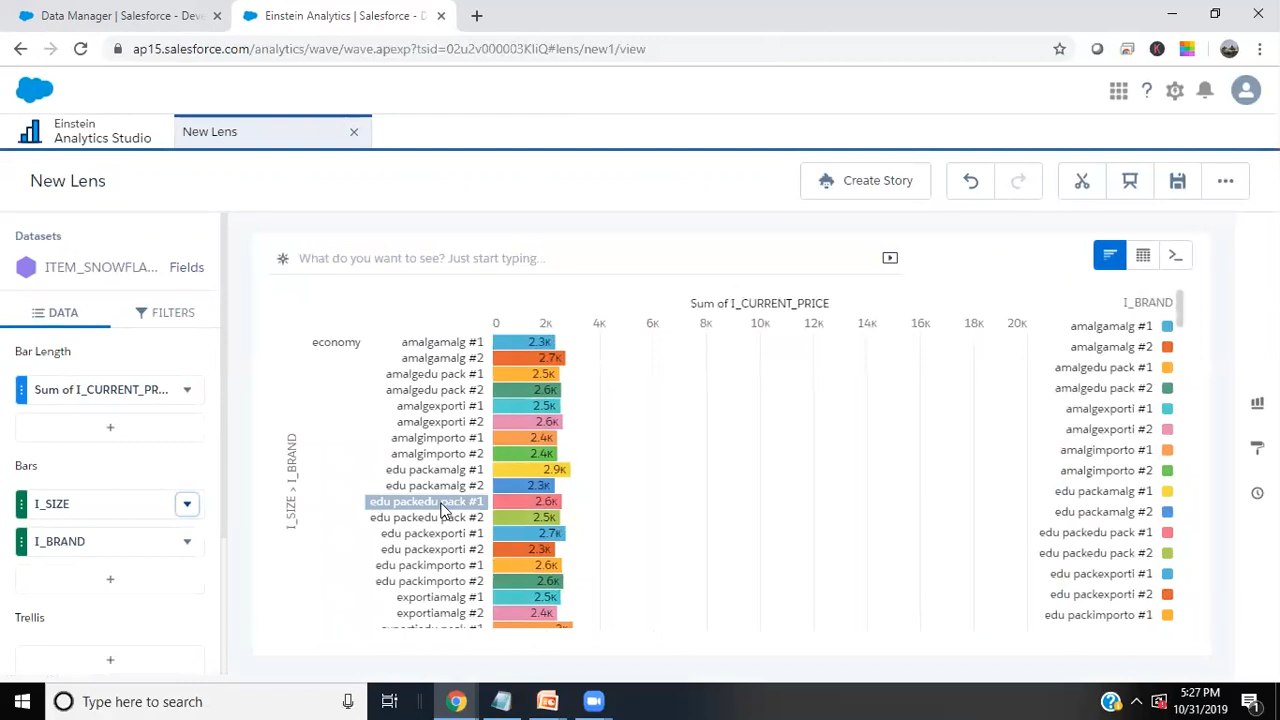 Data Manager | Salesforce - Deve
Einstein Analytics | Salesforce - D
ap15.salesforce.com/analytics/wave/wave.apexp?tsid=02u2v000003KIiQ#lens/new1/view
Einstein
Analytics Studio
New Lens
New Lens
Create Story
Datasets
ITEM_SNOWFLA... Fields
DATA FILTERS
Bar Length
Sum of I_CURRENT_PR...
Bars
I_SIZE
I_BRAND
Trellis
What do you want to see? Just start typing...
Sum of I_CURRENT_PRICE
0 2K 4K 6K 8K 10K 12K 14K 16K 18K 20K
I_SIZE > I_BRAND
economy amalgamalg #1 2.3K
amalgamalg #2 2.7K
amalgedu pack #1 2.5K
amalgedu pack #2 2.6K
amalgexporti #1 2.5K
amalgexporti #2 2.6K
amalgimporto #1 2.4K
amalgimporto #2 2.4K
edu packamalg #1 2.9K
edu packamalg #2 2.3K
edu packedu pack #1 2.6K
edu packedu pack #2 2.5K
edu packexporti #1 2.7K
edu packexporti #2 2.3K
edu packimporto #1 2.6K
edu packimporto #2 2.6K
exportiamalg #1 2.5K
exportiamalg #2 2.4K
exportiedu pack #1 3K
I_BRAND
amalgamalg #1
amalgamalg #2
amalgedu pack #1
amalgedu pack #2
amalgexporti #1
amalgexporti #2
amalgimporto #1
amalgimporto #2
edu packamalg #1
edu packamalg #2
edu packedu pack #1
edu packedu pack #2
edu packexporti #1
edu packexporti #2
edu packimporto #1
Type here to search
5:27 PM
10/31/2019